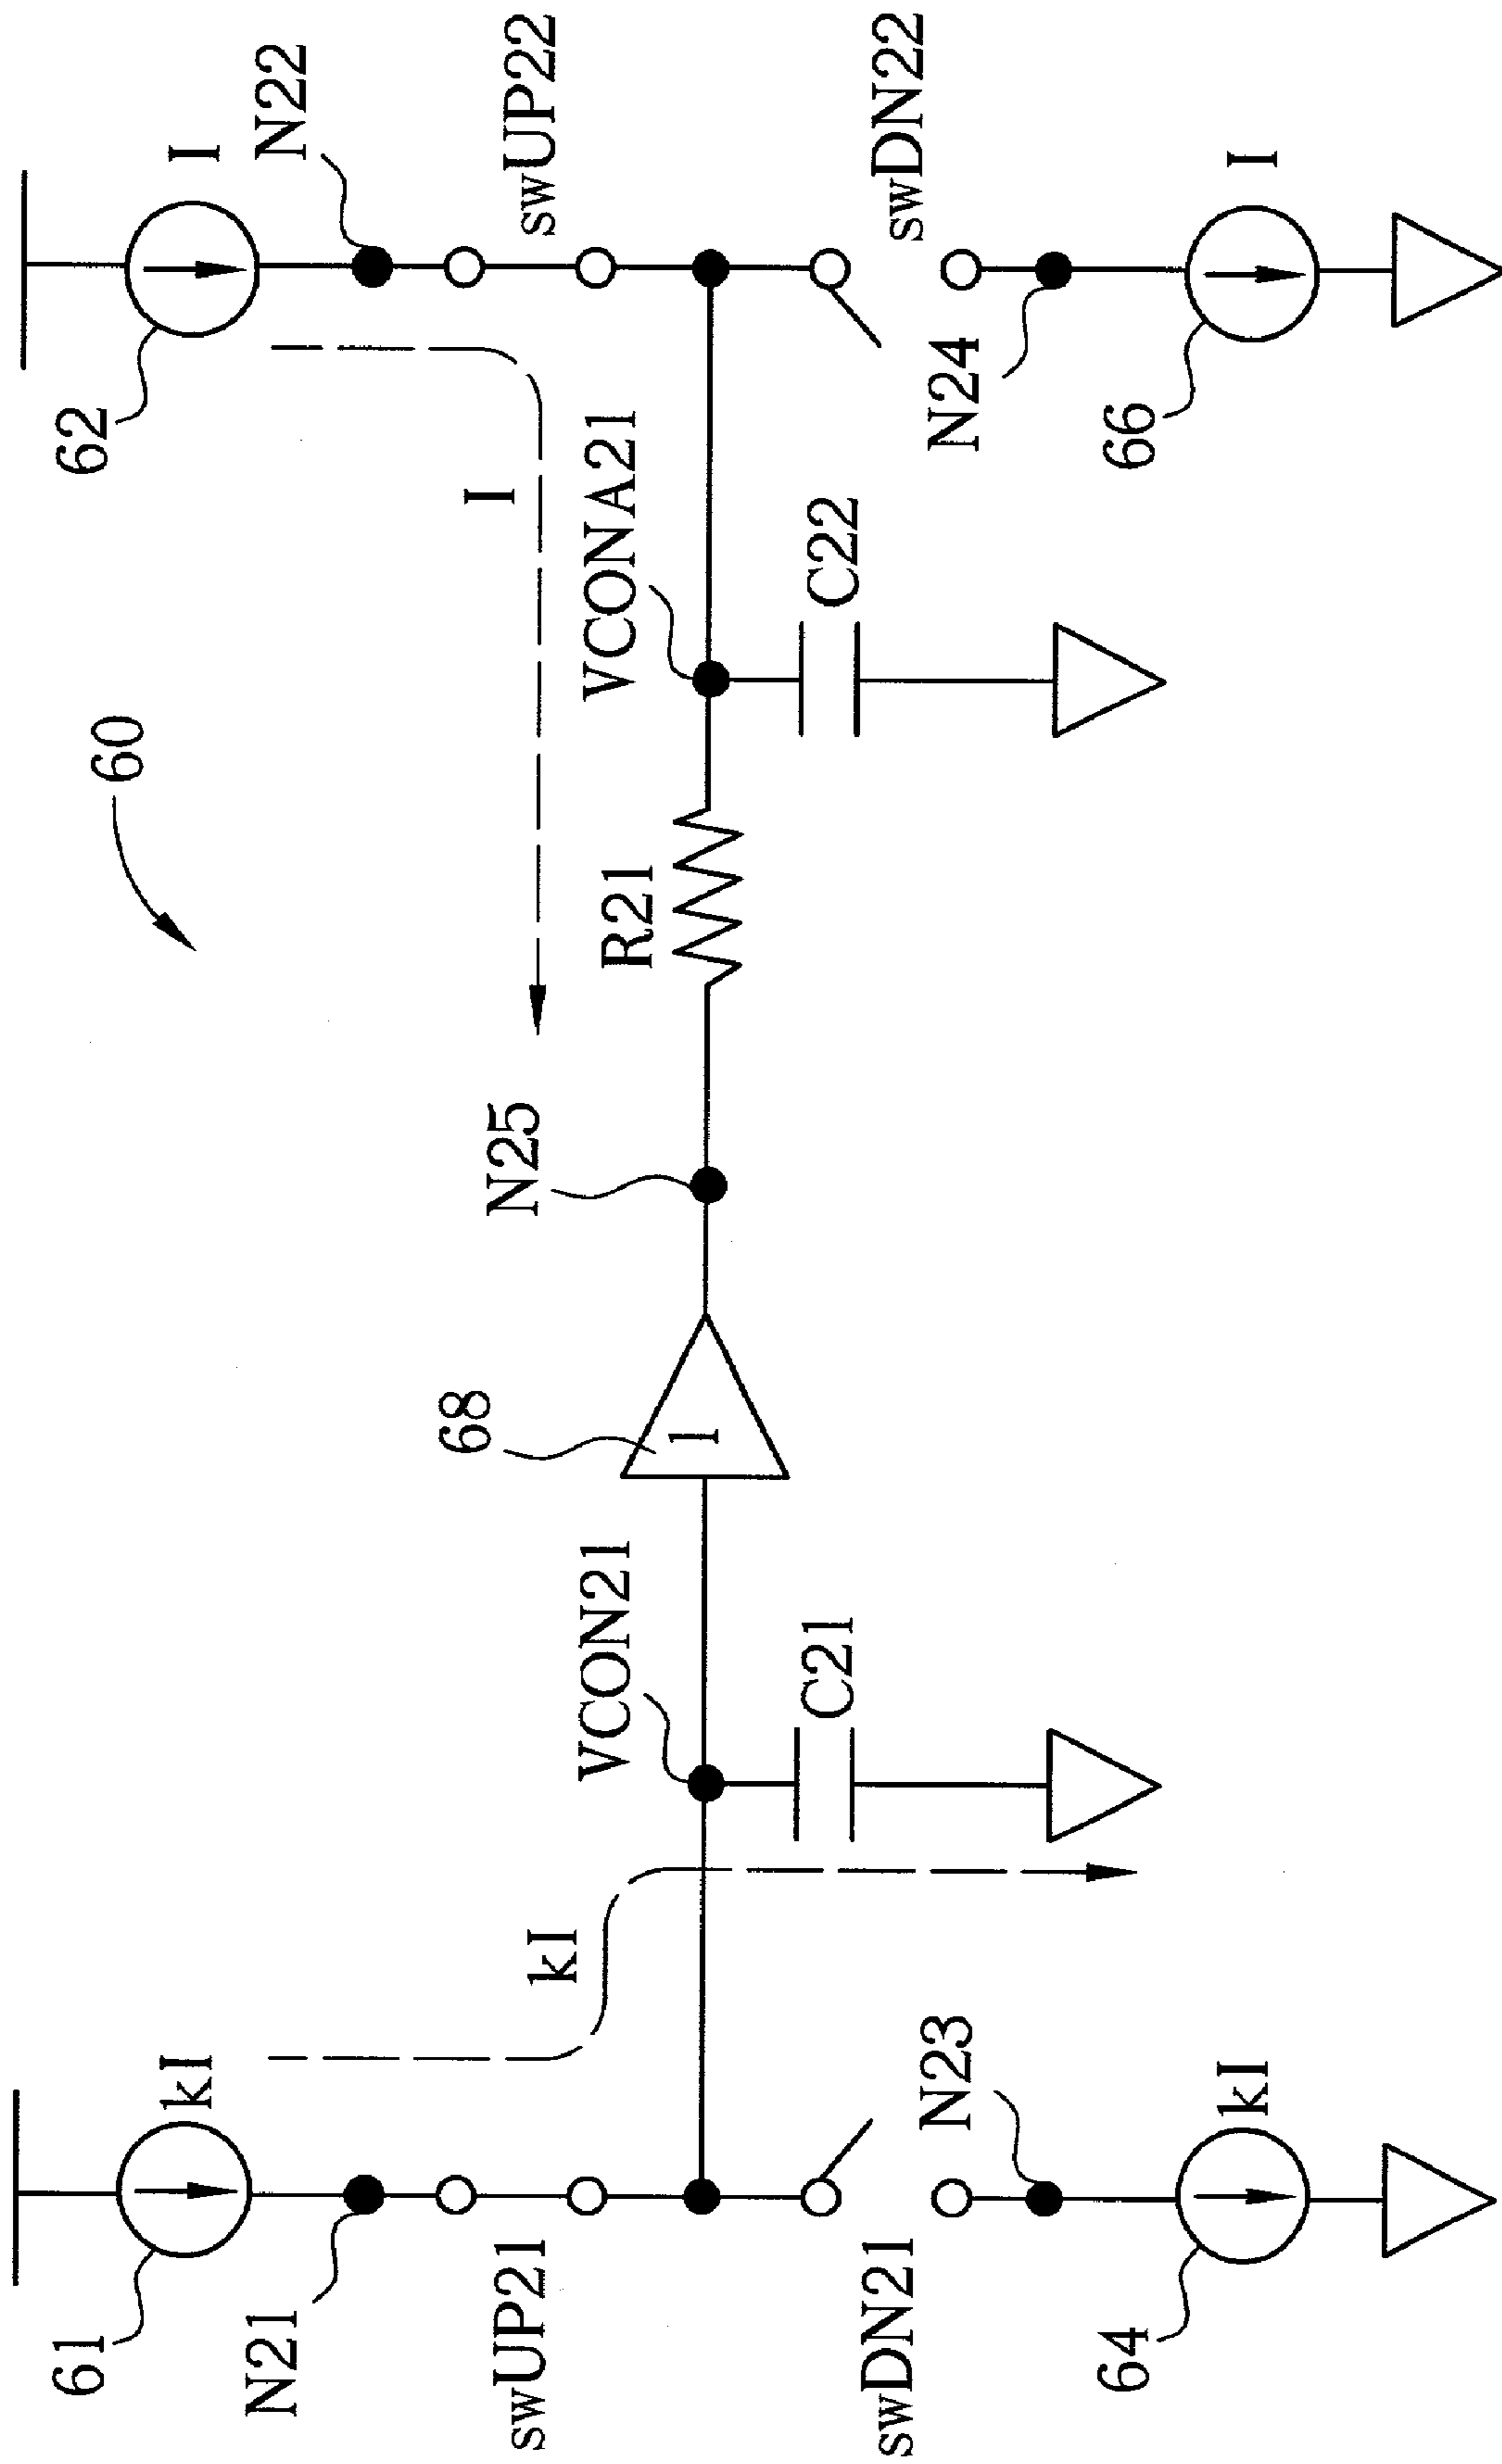 60
61
62
kI
I
N21
N22
68
I
N25
swUP21
swUP22
kI
VCON21
R21
VCONA21
1
C21
C22
swDN21
swDN22
N23
N24
64
66
kI
I